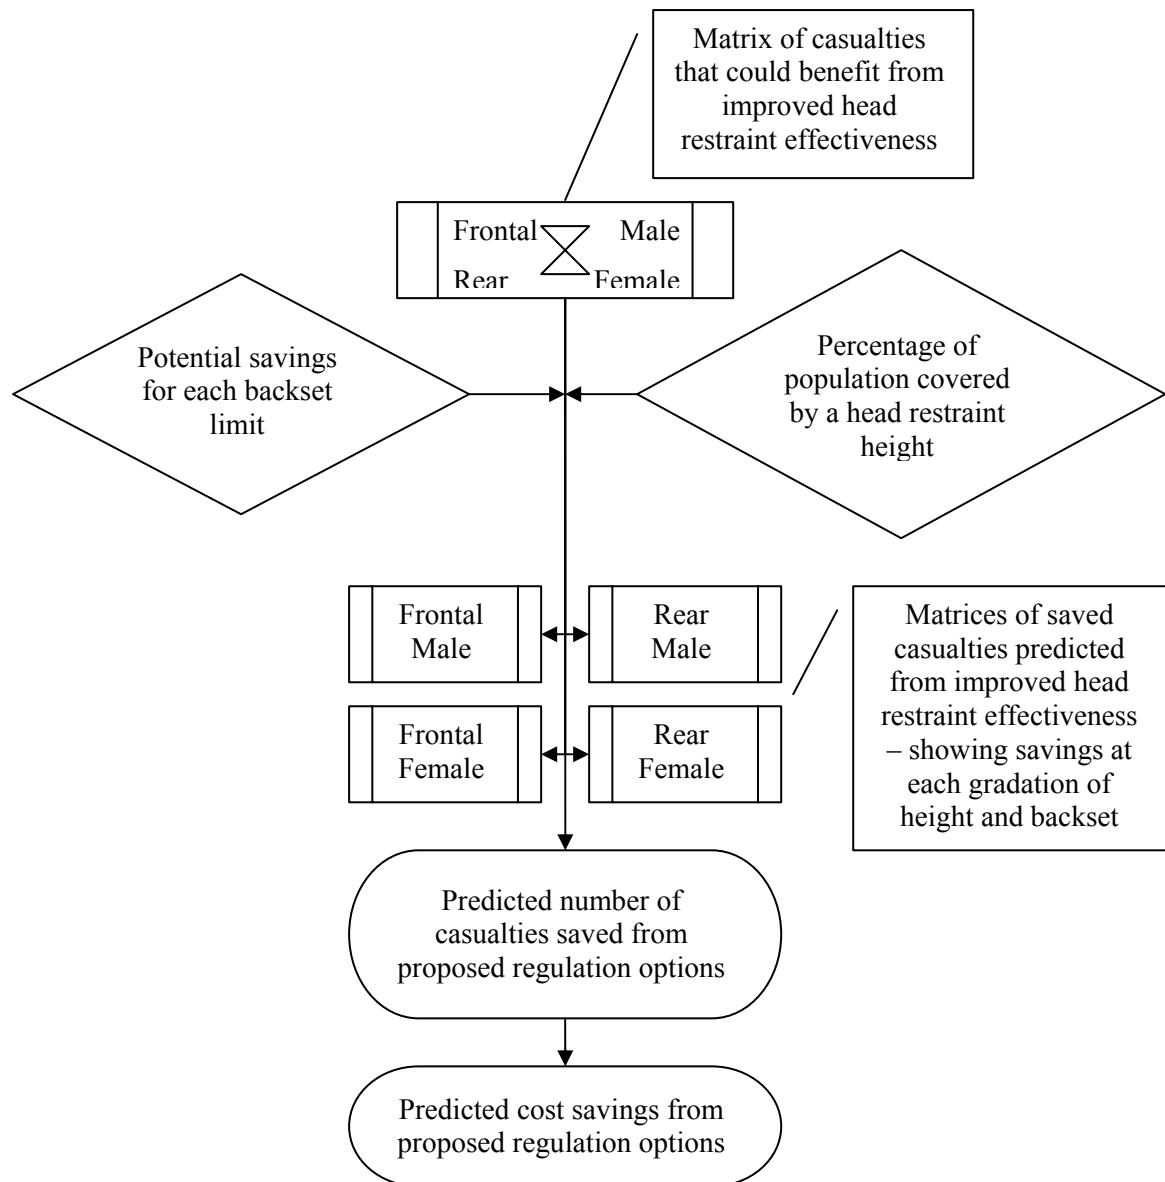 Matrix of casualties
that could benefit from
improved head
restraint effectiveness
Frontal Male
Rear Female
Potential savings
for each backset
limit
Percentage of
population covered
by a head restraint
height
Frontal
Male
Rear
Male
Frontal
Female
Rear
Female
Matrices of saved
casualties predicted
from improved head
restraint effectiveness
– showing savings at
each gradation of
height and backset
Predicted number of
casualties saved from
proposed regulation options
Predicted cost savings from
proposed regulation options